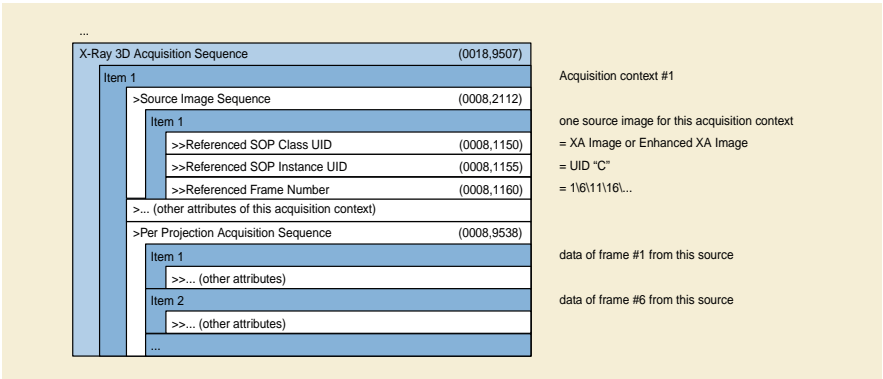 ...
X-Ray 3D Acquisition Sequence (0018,9507)
Item 1 Acquisition context #1
>Source Image Sequence (0008,2112)
Item 1 one source image for this acquisition context
>>Referenced SOP Class UID (0008,1150) = XA Image or Enhanced XA Image
>>Referenced SOP Instance UID (0008,1155) = UID “C”
>>Referenced Frame Number (0008,1160) = 1\6\11\16\...
>... (other attributes of this acquisition context)
>Per Projection Acquisition Sequence (0008,9538)
Item 1 data of frame #1 from this source
>>... (other attributes)
Item 2 data of frame #6 from this source
>>... (other attributes)
...